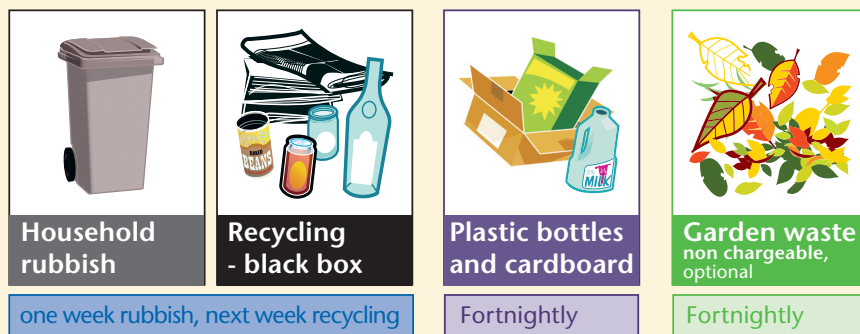 BAKED
BEANS
MILK
Household
rubbish
Recycling
- black box
Plastic bottles
and cardboard
Garden waste
non chargeable,
optional
one week rubbish, next week recycling
Fortnightly
Fortnightly